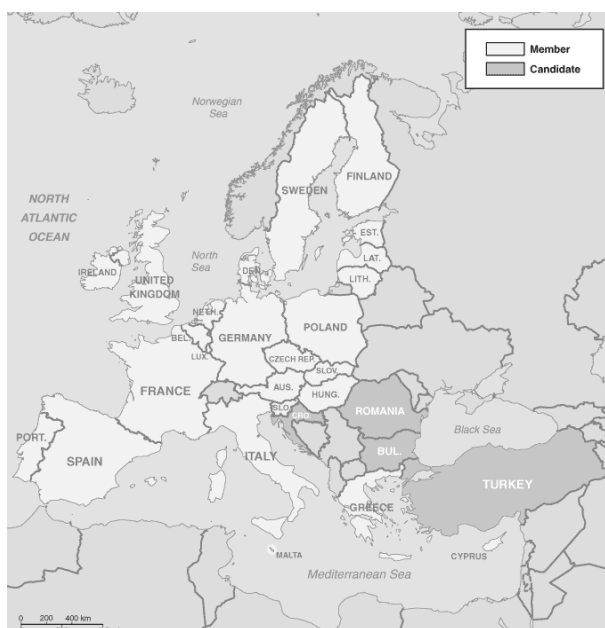 Member
Candidate
Norwegian
Sea
NORTH
ATLANTIC
OCEAN
FINLAND
SWEDEN
EST.
LAT.
LITH.
North
Sea
DEN.
IRELAND
UNITED
KINGDOM
NETH.
BEL.
LUX.
GERMANY
POLAND
CZECH REP.
SLOV.
AUS.
HUNG.
FRANCE
SLO.
CRO.
ROMANIA
BUL.
Black Sea
PORT.
SPAIN
ITALY
GREECE
TURKEY
MALTA
CYPRUS
Mediterranean Sea
0 200 400 km